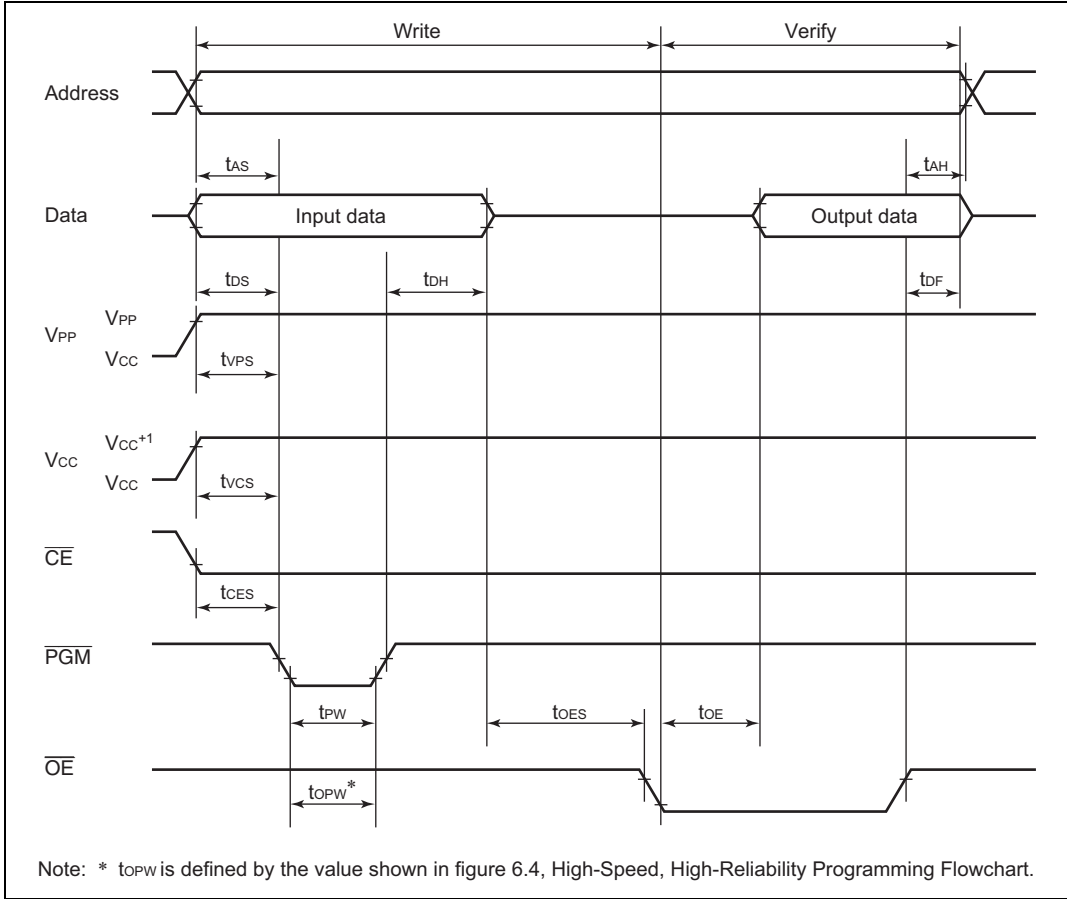 Write Verify
Address
tAS tAH
Data Input data Output data
tDS tDH tDF
VPP VPP
VCC
tVPS
VCC VCC+1
VCC
tVCS
CE
tCES
PGM
tPW tOES tOE
OE
tOPW*
Note: * tOPW is defined by the value shown in figure 6.4, High-Speed, High-Reliability Programming Flowchart.